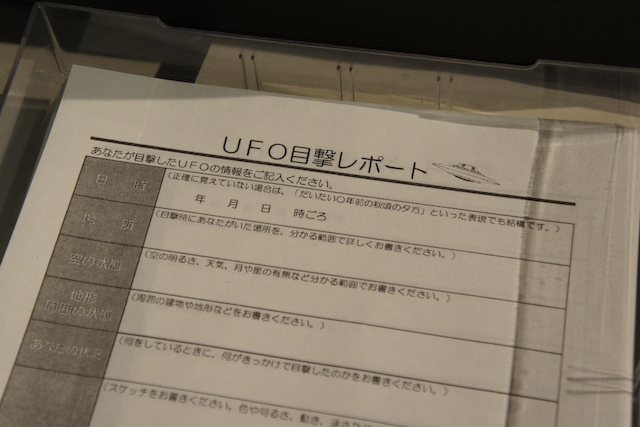 UFO目撃レポート
あなたが目撃したUFOの情報をご記入ください。
日時
(正確に覚えていない場合は、「だいたい〇年前の秋頃の夕方」といった表現でも結構です。)
年 月 日 時ごろ
場所
(目撃時にあなたがいた場所を、分かる範囲で詳しくお書きください。)
空の状態
(空の明るさ、天気、月や星の有無など分かる範囲でお書きください。)
地形
周囲の状態
(周辺の建物や地形などをお書きください。)
あなたの状況
(何をしているときに、何がきっかけで目撃したのかをお書きください。)
(スケッチをお書きください。色や明るさ、動き、速さな